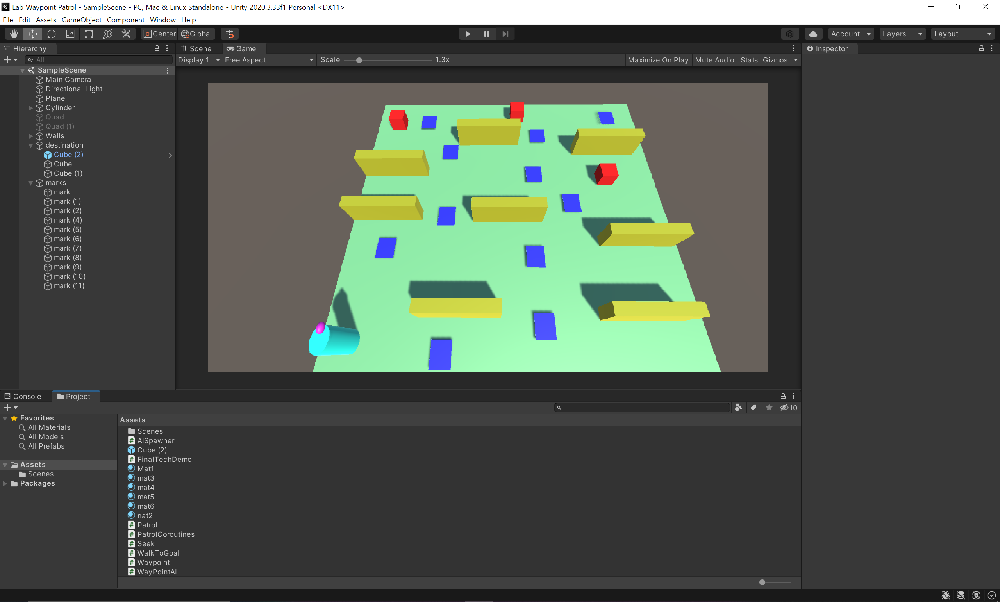 Lab Waypoint Patrol - SampleScene - PC, Mac & Linux Standalone - Unity 2020.3.33f1 Personal <DX11>
File Edit Assets GameObject Component Window Help
Center Global Account Layers Layout
Hierarchy
All
SampleScene
Main Camera
Directional Light
Plane
Cylinder
Quad
Quad (1)
Walls
destination
Cube (2)
Cube
Cube (1)
marks
mark
mark (1)
mark (2)
mark (4)
mark (5)
mark (6)
mark (7)
mark (8)
mark (9)
mark (10)
mark (11)
Scene Game
Display 1 Free Aspect Scale 1.3x Maximize On Play Mute Audio Stats Gizmos
Inspector
Console Project
10
Favorites
All Materials
All Models
All Prefabs
Assets
Scenes
Packages
Assets
Scenes
AISpawner
Cube (2)
FinalTechDemo
Mat1
mat3
mat4
mat5
mat6
nat2
Patrol
PatrolCoroutines
Seek
WalkToGoal
Waypoint
WayPointAI